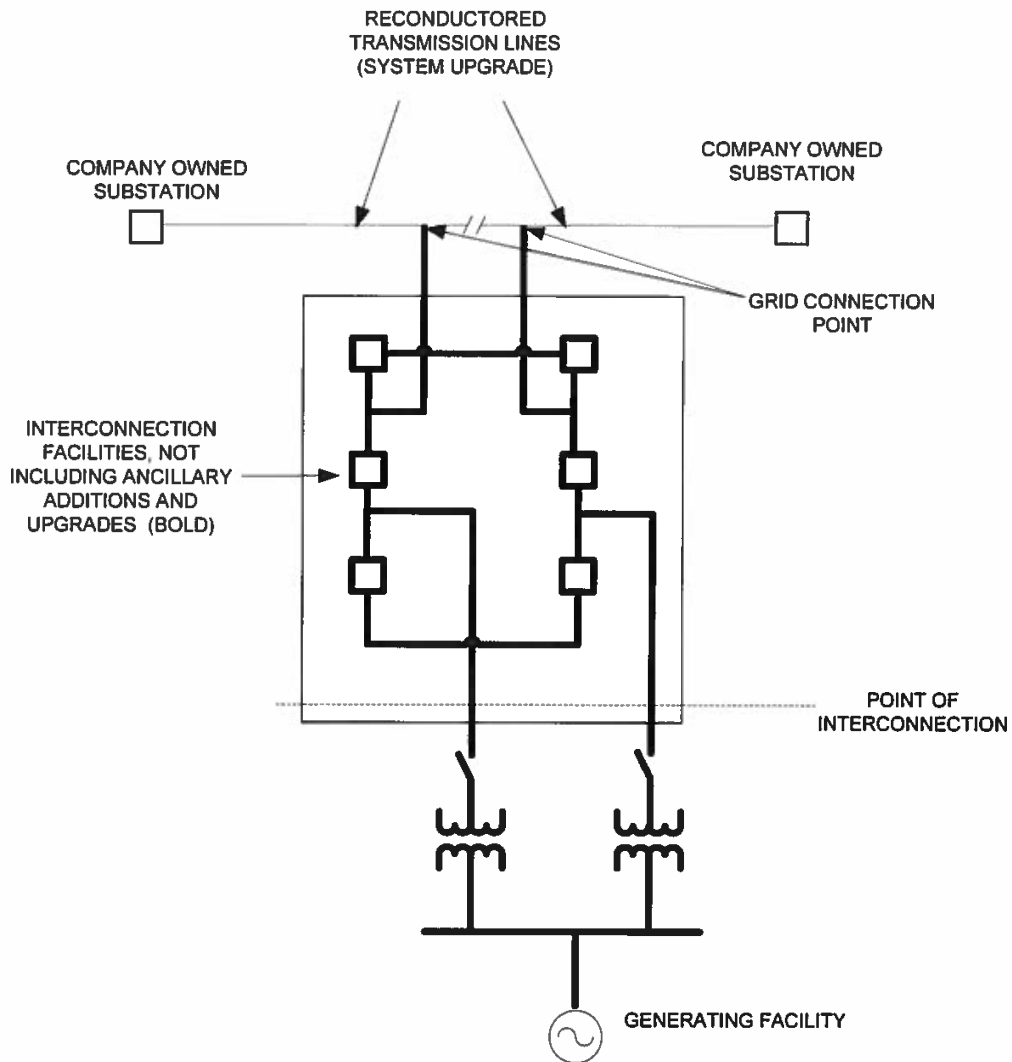 RECONDUCTORED
TRANSMISSION LINES
(SYSTEM UPGRADE)
COMPANY OWNED
SUBSTATION
COMPANY OWNED
SUBSTATION
GRID CONNECTION
POINT
INTERCONNECTION
FACILITIES, NOT
INCLUDING ANCILLARY
ADDITIONS AND
UPGRADES (BOLD)
POINT OF
INTERCONNECTION
GENERATING FACILITY